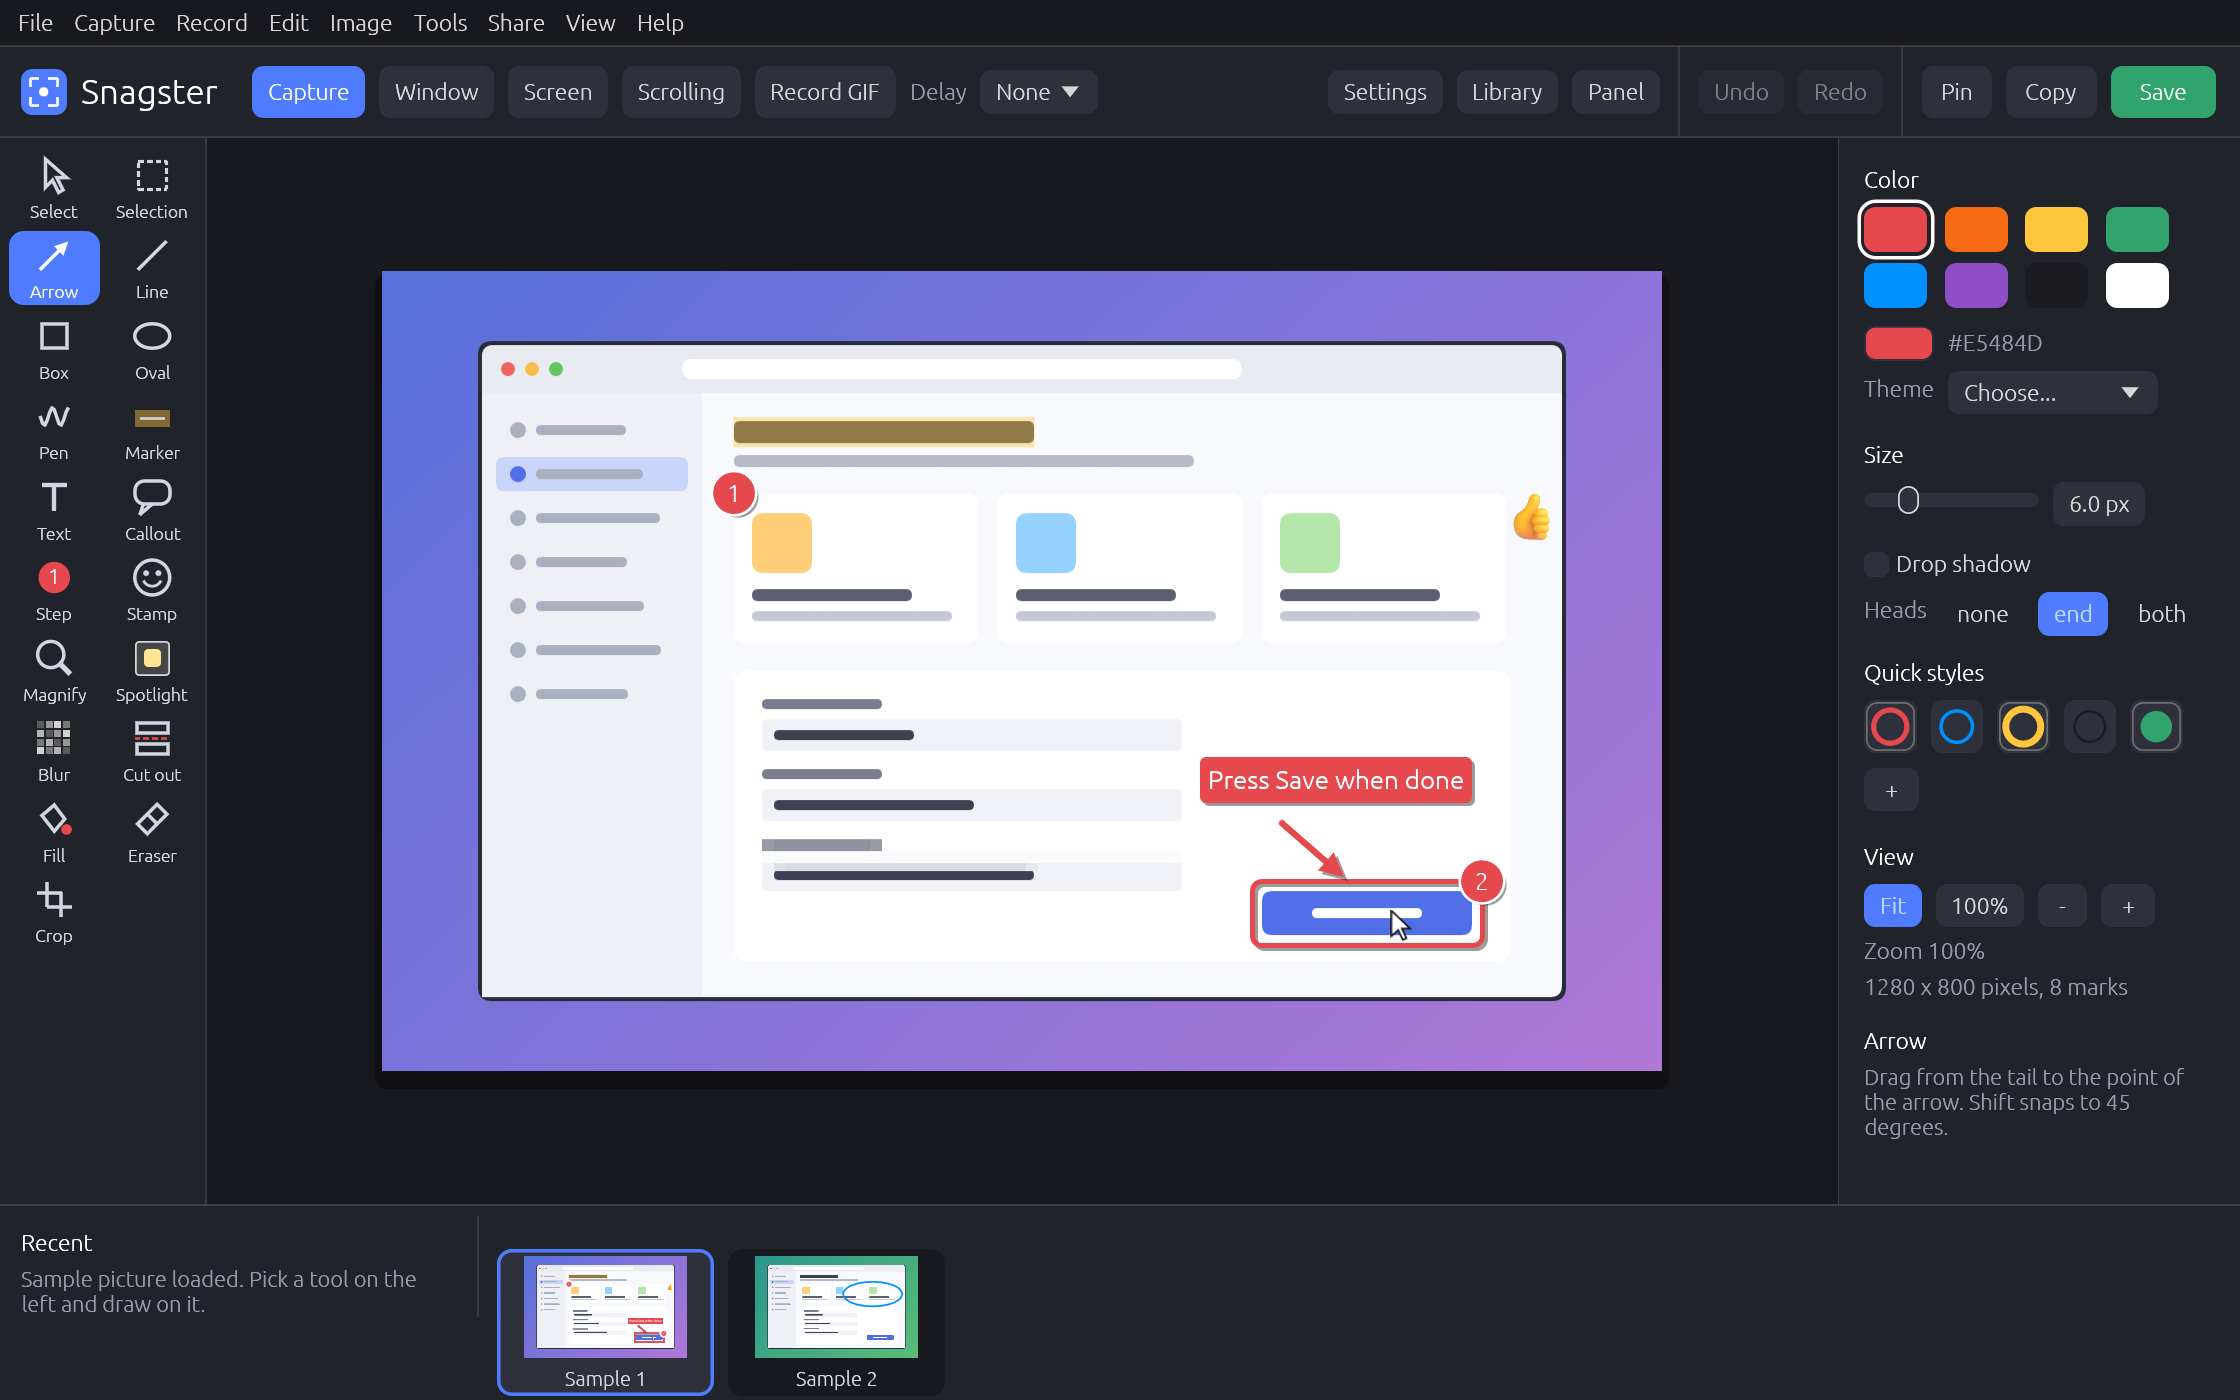 File Capture Record Edit Image Tools Share View Help
Snagster Capture Window Screen Scrolling Record GIF Delay None Settings Library Panel Undo Redo Pin Copy Save
Select Selection
Arrow Line
Box Oval
Pen Marker
Text Callout
1
Step Stamp
Magnify Spotlight
Blur Cut out
Fill Eraser
Crop
1
Press Save when done
2
Color
#E5484D
Theme Choose...
Size
6.0 px
Drop shadow
Heads none end both
Quick styles
+
View
Fit 100% - +
Zoom 100%
1280 x 800 pixels, 8 marks
Arrow
Drag from the tail to the point of
the arrow. Shift snaps to 45
degrees.
Recent
Sample picture loaded. Pick a tool on the
left and draw on it.
Press Save when done
Sample 1 Sample 2